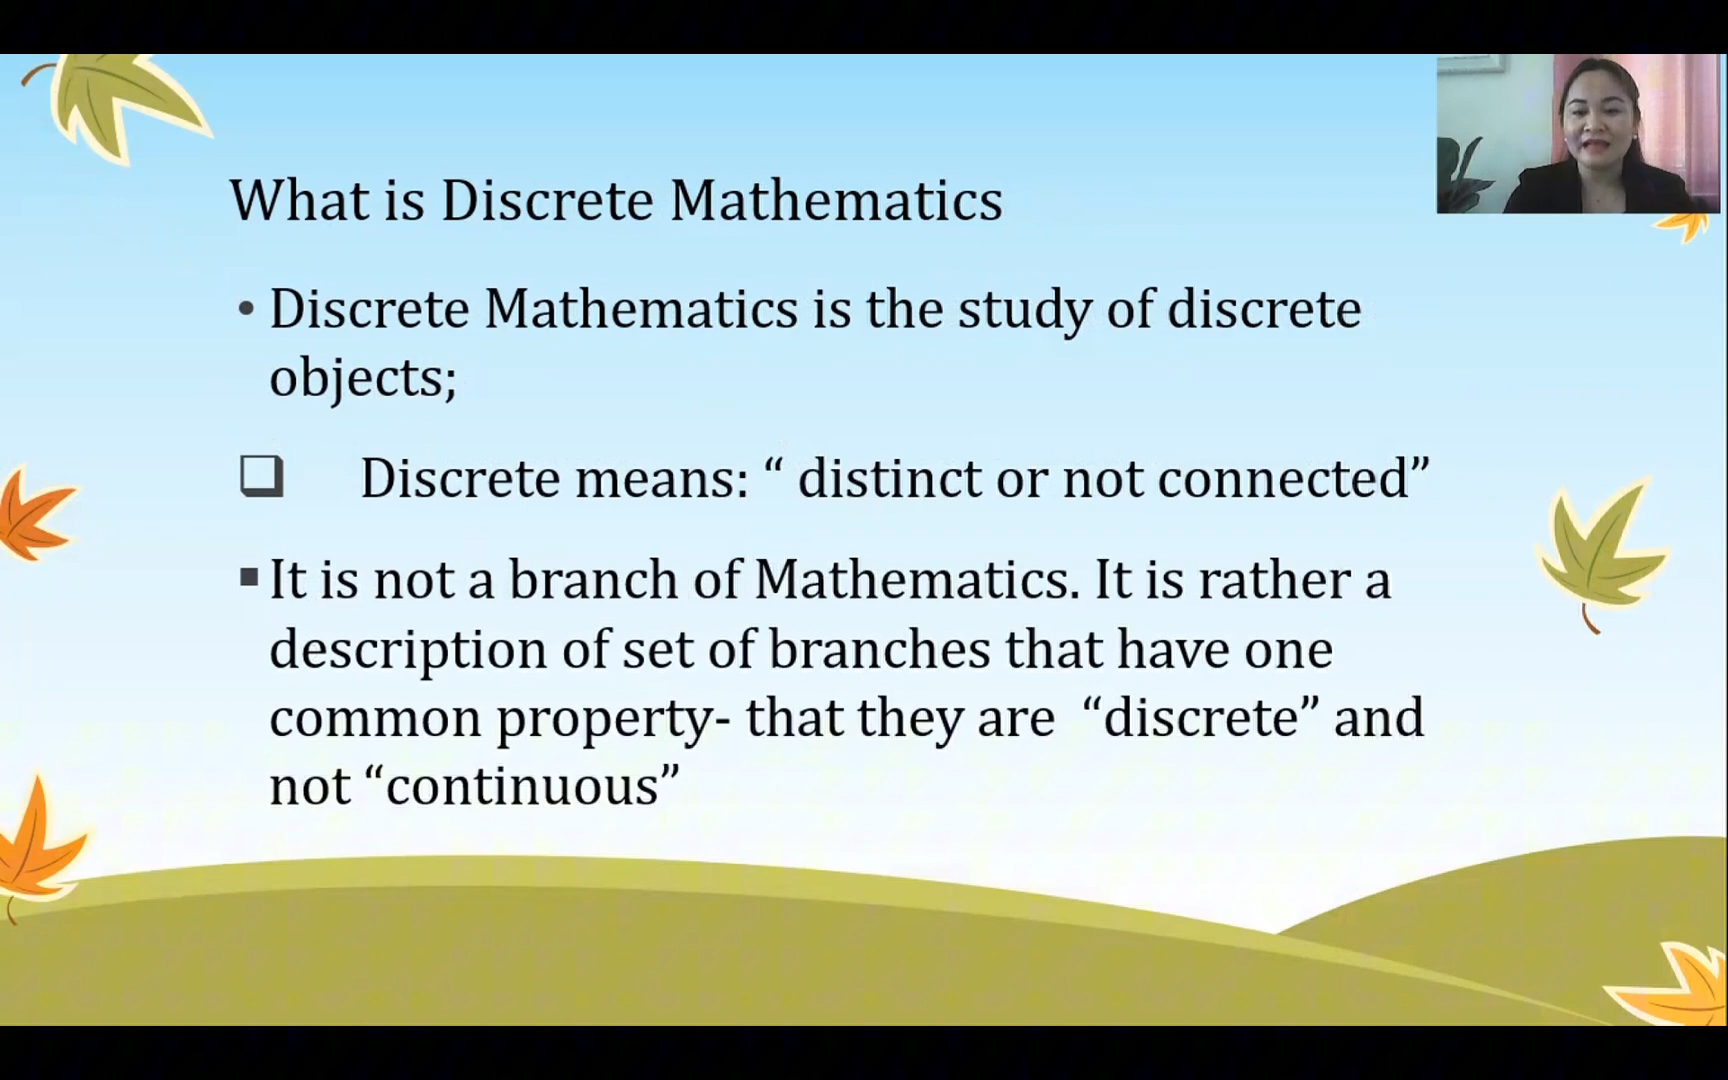 What is Discrete Mathematics
• Discrete Mathematics is the study of discrete
objects;
❑ Discrete means: “ distinct or not connected”
▪ It is not a branch of Mathematics. It is rather a
description of set of branches that have one
common property- that they are “discrete” and
not “continuous”